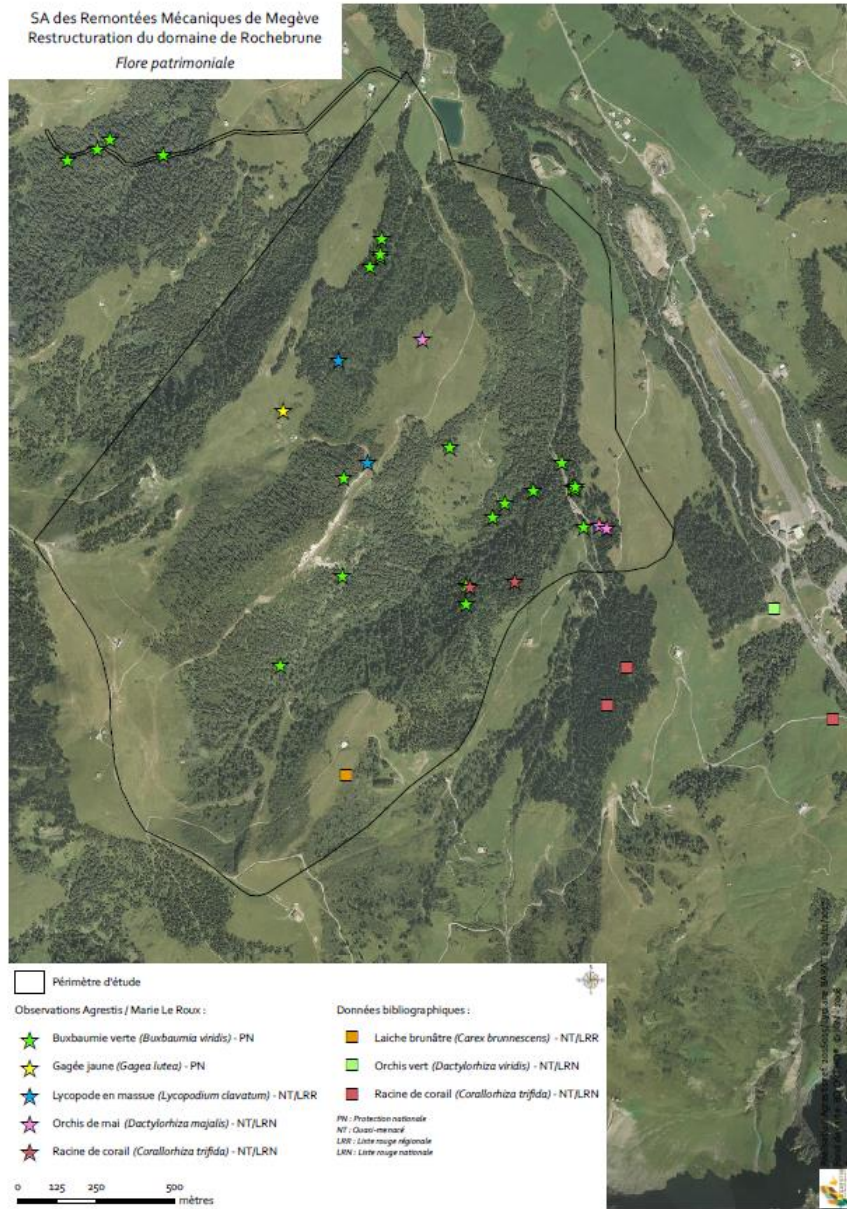 SA des Remontées Mécaniques de Megève
Restructuration du domaine de Rochebrune
Flore patrimoniale
Périmètre d'étude
Observations Agrestis / Marie Le Roux :
Buxbaumie verte (Buxbaumia viridis) - PN
Gagée jaune (Gagea lutea) - PN
Lycopode en massue (Lycopodium clavatum) - NT/LRR
Orchis de mai (Dactylorhiza majalis) - NT/LRN
Racine de corail (Corallorhiza trifida) - NT/LRN
Données bibliographiques :
Laiche brunâtre (Carex brunnescens) - NT/LRR
Orchis vert (Dactylorhiza viridis) - NT/LRN
Racine de corail (Corallorhiza trifida) - NT/LRN
PN : Protection nationale
NT : Quasi-menacé
LRR : Liste rouge régionale
LRN : Liste rouge nationale
0 125 250 500
mètres